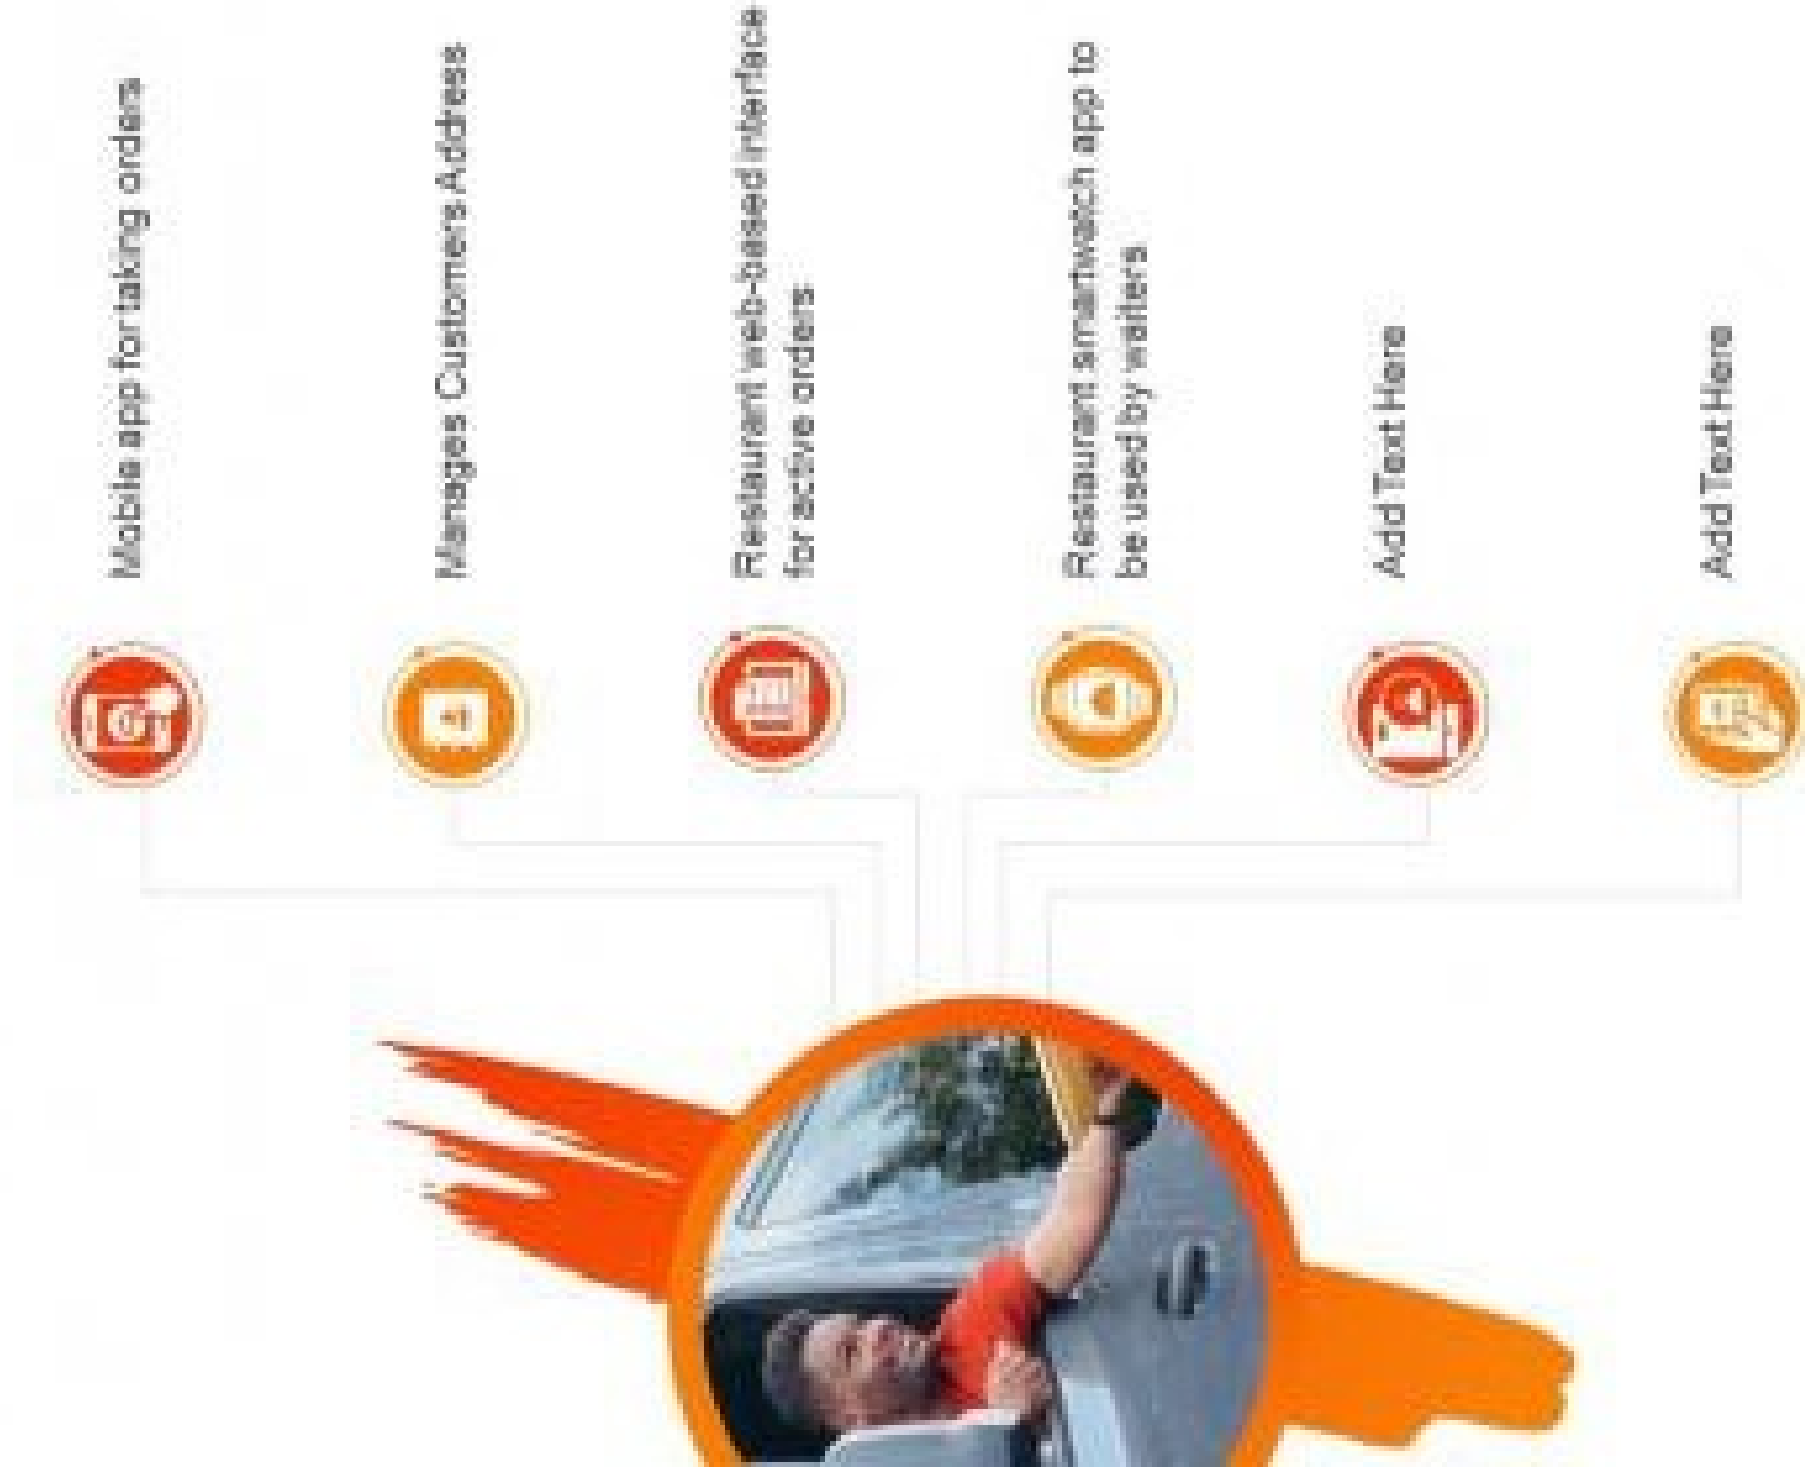 Mobile app for taking orders
Manages Customers Address
Restaurant web-based interface
for active orders
Restaurant smartwatch app to
be used by waiters
Add Text Here
Add Text Here